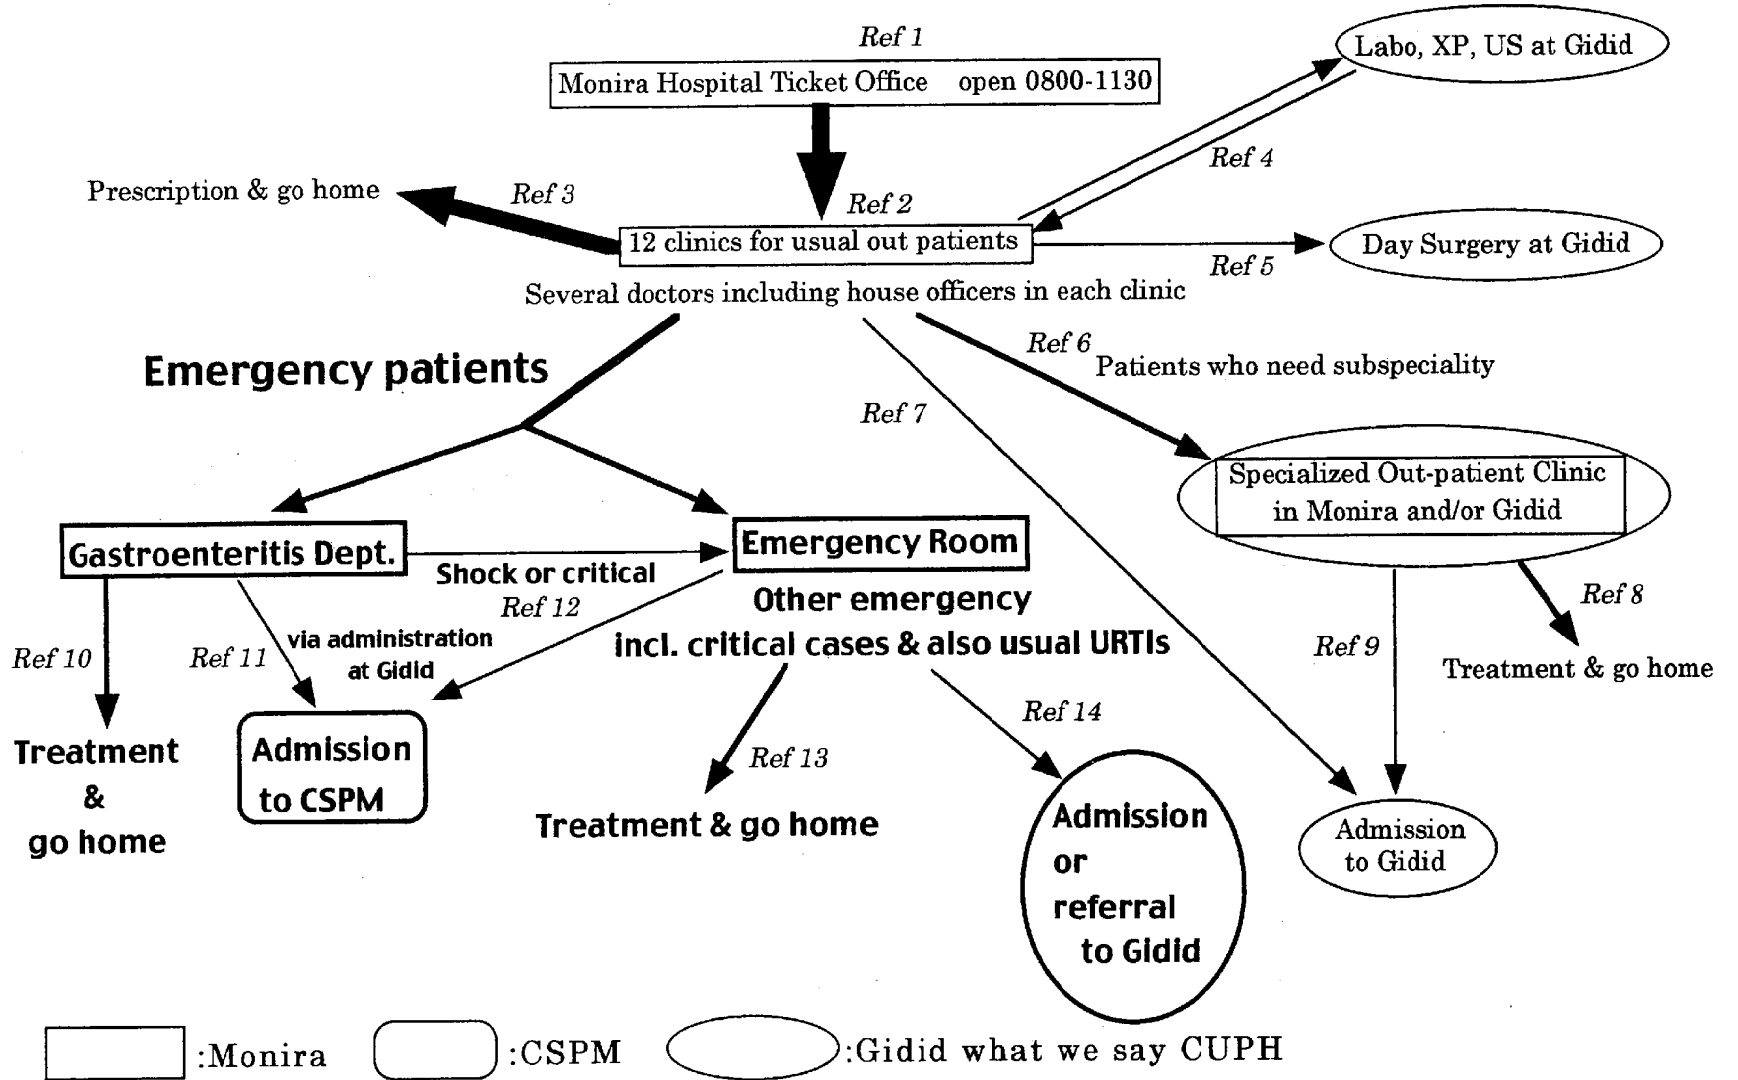 Ref 1
Labo, XP, US at Gidid
Monira Hospital Ticket Office open 0800-1130
Ref 4
Prescription & go home
Ref 3
Ref 2
12 clinics for usual out patients
Day Surgery at Gidid
Ref 5
Several doctors including house officers in each clinic
Emergency patients
Ref 6
Patients who need subspeciality
Ref 7
Specialized Out-patient Clinic
in Monira and/or Gidid
Gastroenteritis Dept.
Emergency Room
Shock or critical
Ref 12
Other emergency
incl. critical cases & also usual URTIs
Ref 8
Ref 10
Ref 11
via administration
at Gidid
Ref 9
Treatment & go home
Ref 14
Treatment
&
go home
Admission
to CSPM
Ref 13
Treatment & go home
Admission
or
referral
to Gidid
Admission
to Gidid
:Monira
:CSPM
:Gidid what we say CUPH